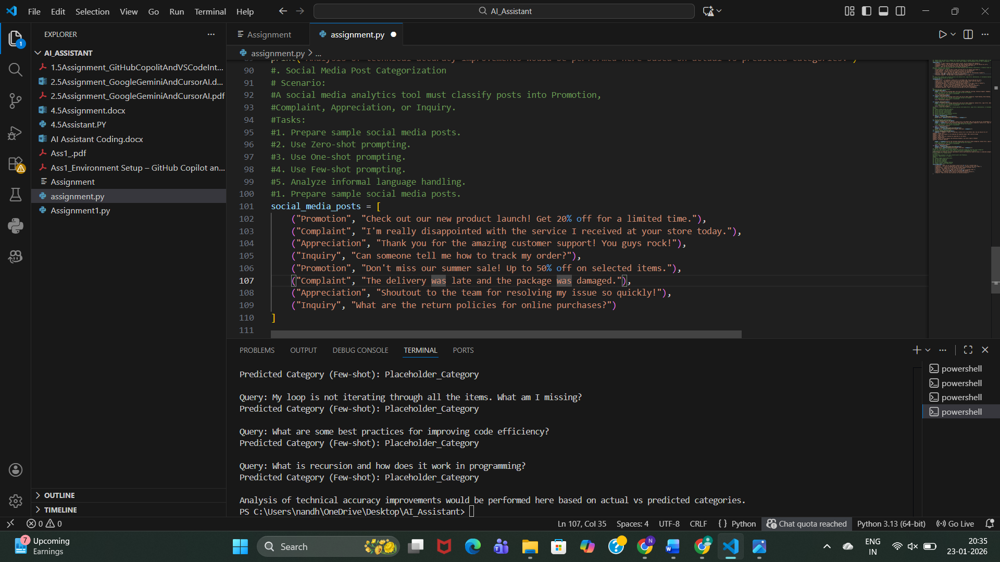 File Edit Selection View Go Run Terminal Help
AI_Assistant
EXPLORER
1
AI_ASSISTANT
1.5Assignment_GitHubCopolitAndVSCodeInt...
2.5Assignment_GoogleGeminiAndCursorAI.d...
2.5Assignment_GoogleGeminiAndCursorAI.pdf
4.5Assignment.docx
4.5Assistant.PY
AI Assistant Coding.docx
Ass1_.pdf
Ass1_Environment Setup – GitHub Copilot an...
Assignment
assignment.py
Assignment1.py
OUTLINE
TIMELINE
Assignment
assignment.py
assignment.py > ...
90 #. Social Media Post Categorization
91 # Scenario:
92 #A social media analytics tool must classify posts into Promotion,
93 #Complaint, Appreciation, or Inquiry.
94 #Tasks:
95 #1. Prepare sample social media posts.
96 #2. Use Zero-shot prompting.
97 #3. Use One-shot prompting.
98 #4. Use Few-shot prompting.
99 #5. Analyze informal language handling.
100 #1. Prepare sample social media posts.
101 social_media_posts = [
102 ("Promotion", "Check out our new product launch! Get 20% off for a limited time."),
103 ("Complaint", "I'm really disappointed with the service I received at your store today."),
104 ("Appreciation", "Thank you for the amazing customer support! You guys rock!"),
105 ("Inquiry", "Can someone tell me how to track my order?"),
106 ("Promotion", "Don't miss our summer sale! Up to 50% off on selected items."),
107 ("Complaint", "The delivery was late and the package was damaged."),
108 ("Appreciation", "Shoutout to the team for resolving my issue so quickly!"),
109 ("Inquiry", "What are the return policies for online purchases?")
110 ]
111
PROBLEMS OUTPUT DEBUG CONSOLE TERMINAL PORTS
Predicted Category (Few-shot): Placeholder_Category
Query: My loop is not iterating through all the items. What am I missing?
Predicted Category (Few-shot): Placeholder_Category
Query: What are some best practices for improving code efficiency?
Predicted Category (Few-shot): Placeholder_Category
Query: What is recursion and how does it work in programming?
Predicted Category (Few-shot): Placeholder_Category
Analysis of technical accuracy improvements would be performed here based on actual vs predicted categories.
PS C:\Users\nandh\OneDrive\Desktop\AI_Assistant>
powershell
powershell
powershell
powershell
0 0
Ln 107, Col 35 Spaces: 4 UTF-8 CRLF {} Python Chat quota reached Python 3.13 (64-bit) Go Live
7
Upcoming
Earnings
Search
ENG
IN
20:35
23-01-2026